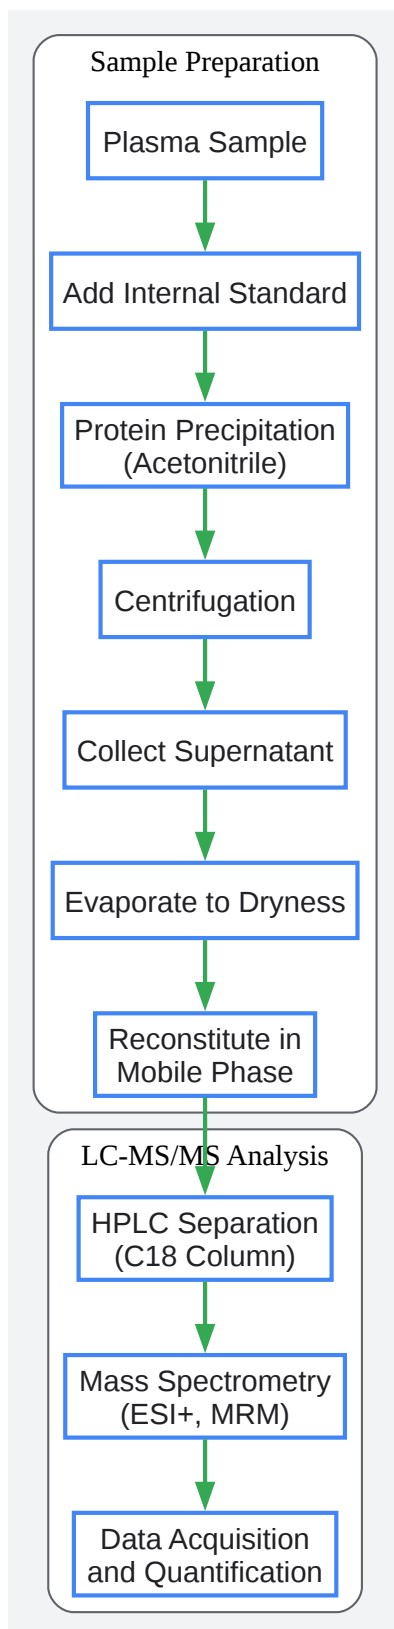 Sample Preparation
Plasma Sample
Add Internal Standard
Protein Precipitation
(Acetonitrile)
Centrifugation
Collect Supernatant
Evaporate to Dryness
Reconstitute in
Mobile Phase
LC-MS/MS Analysis
HPLC Separation
(C18 Column)
Mass Spectrometry
(ESI+, MRM)
Data Acquisition
and Quantification